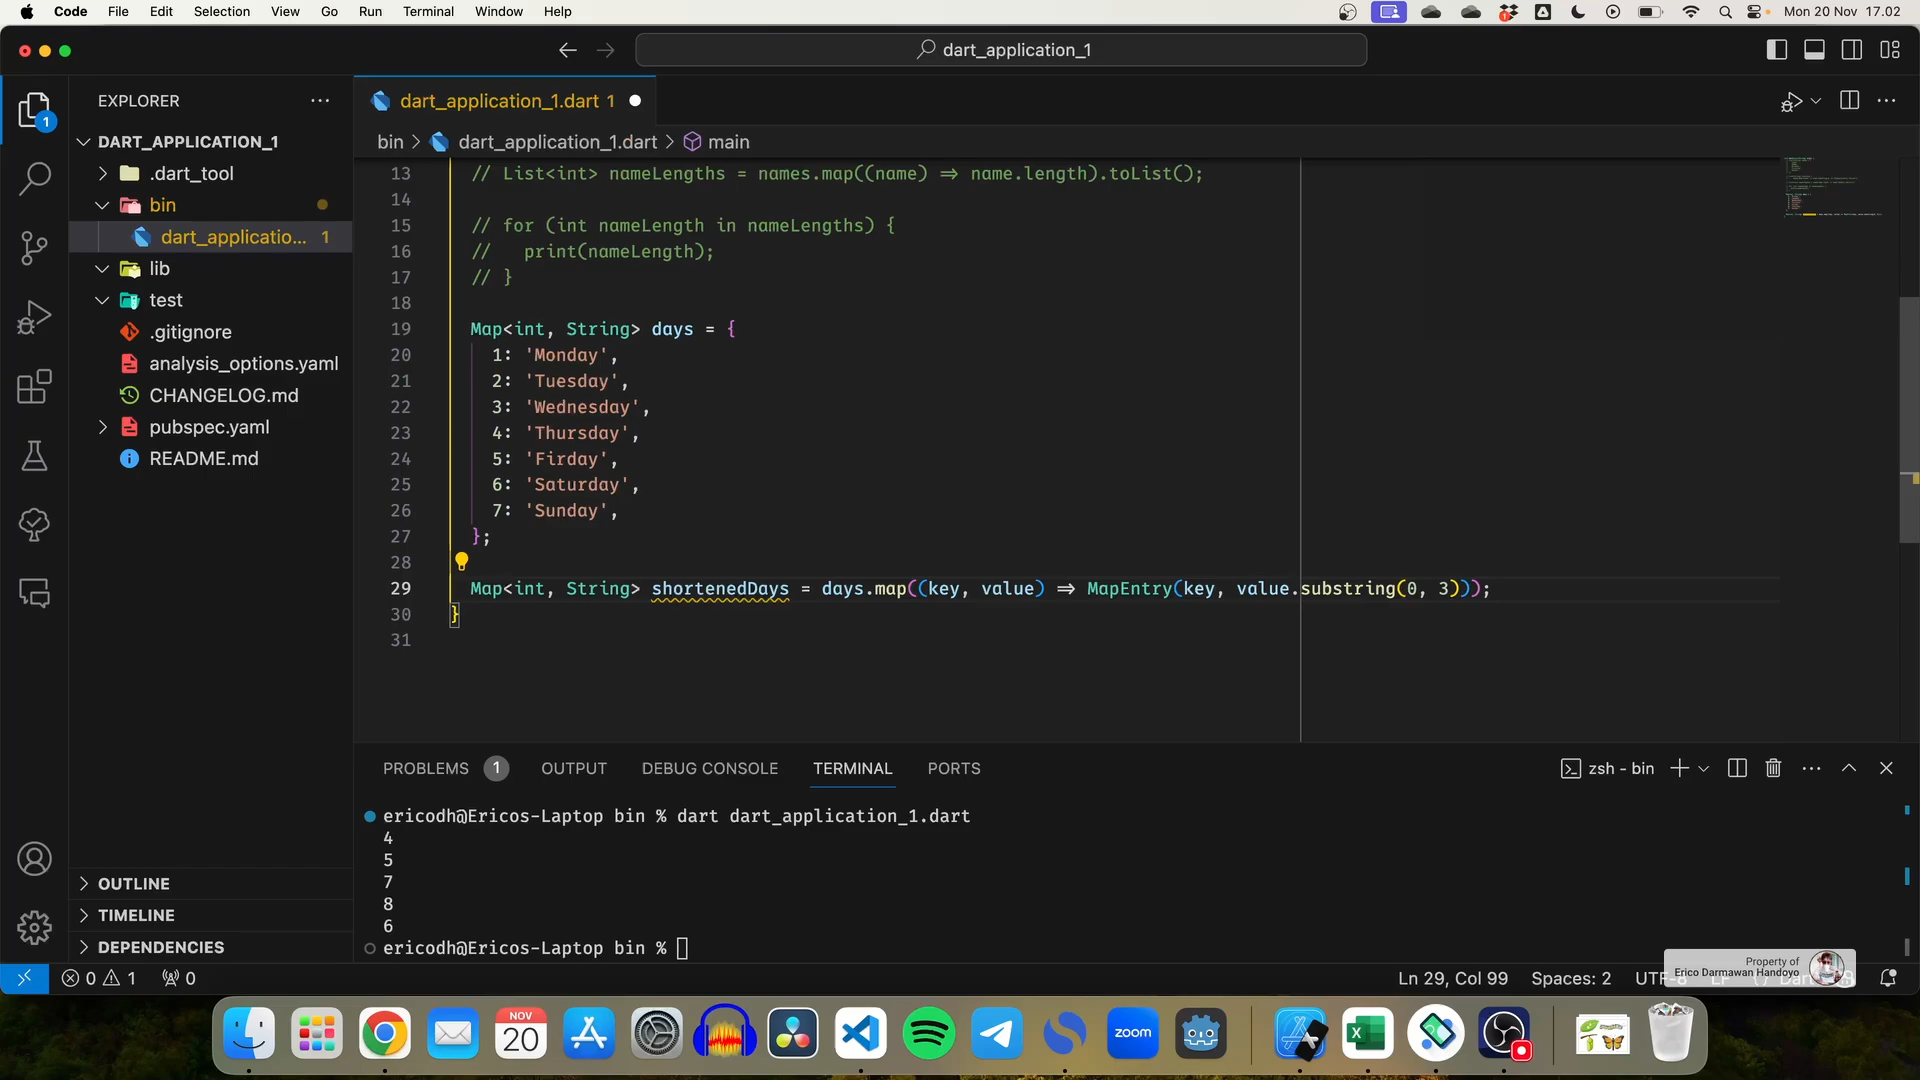 Code File Edit Selection View Go Run Terminal Window Help Mon 20 Nov 17.02
dart_application_1
EXPLORER
1
DART_APPLICATION_1
.dart_tool
bin
dart_applicatio... 1
lib
test
.gitignore
analysis_options.yaml
CHANGELOG.md
pubspec.yaml
README.md
OUTLINE
TIMELINE
DEPENDENCIES
dart_application_1.dart 1
bin > dart_application_1.dart > main
13 // List<int> nameLengths = names.map((name) => name.length).toList();
14
15 // for (int nameLength in nameLengths) {
16 //   print(nameLength);
17 // }
18
19 Map<int, String> days = {
20 1: 'Monday',
21 2: 'Tuesday',
22 3: 'Wednesday',
23 4: 'Thursday',
24 5: 'Firday',
25 6: 'Saturday',
26 7: 'Sunday',
27 };
28
29 Map<int, String> shortenedDays = days.map((key, value) => MapEntry(key, value.substring(0, 3)));
30 }
31
PROBLEMS 1 OUTPUT DEBUG CONSOLE TERMINAL PORTS zsh - bin
ericodh@Ericos-Laptop bin % dart dart_application_1.dart
4
5
7
8
6
ericodh@Ericos-Laptop bin %
0 1 0 Ln 29, Col 99 Spaces: 2
Property of
Erico Darmawan Handoyo
NOV
20
zoom